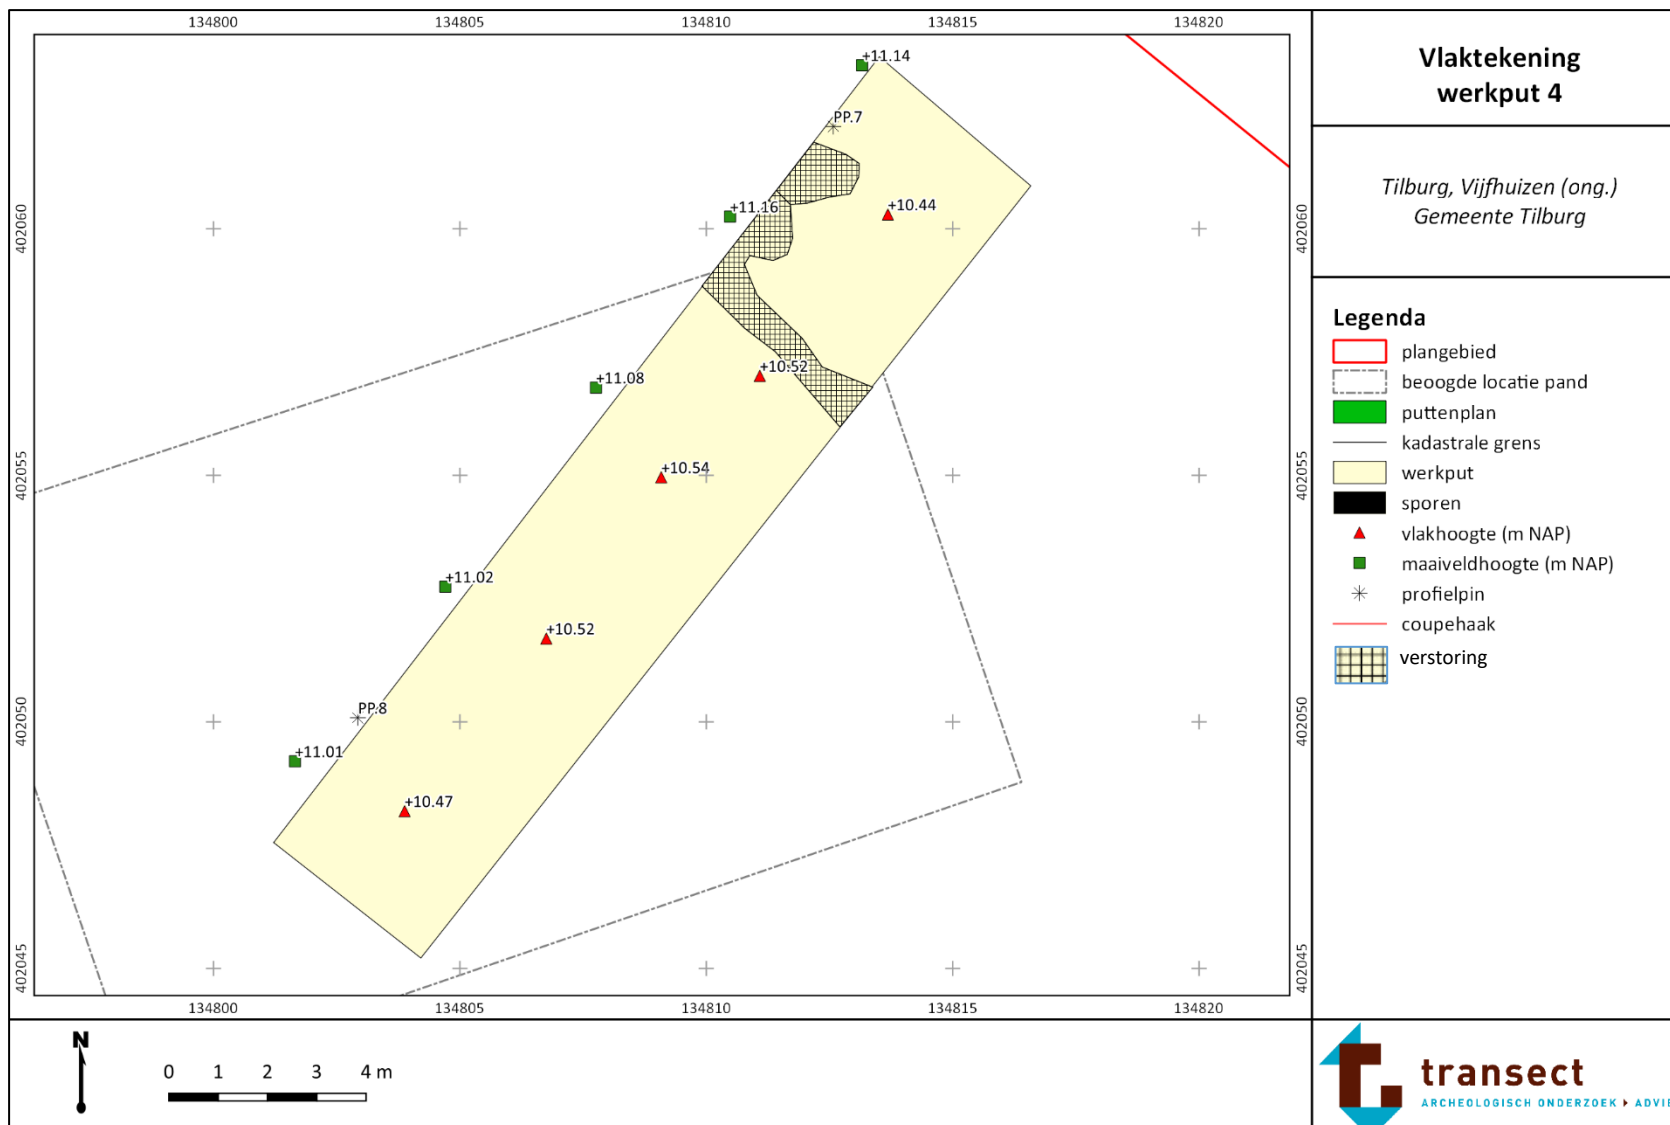 134800 134805 134810 134815 134820
Vlaktekening
werkput 4
Tilburg, Vijfhuizen (ong.)
Gemeente Tilburg
+11.14
PP.7
+11.16
+10.44
402060 402060
+10.52
+11.08
+10.54
402055 402055
+11.02
+10.52
PP.8
402050 402050
+11.01
+10.47
402045 402045
134800 134805 134810 134815 134820
Legenda
plangebied
beoogde locatie pand
puttenplan
kadastrale grens
werkput
sporen
vlakhoogte (m NAP)
maaiveldhoogte (m NAP)
profielpin
coupehaak
verstoring
N
0 1 2 3 4 m
transect
ARCHEOLOGISCH ONDERZOEK ADVIE